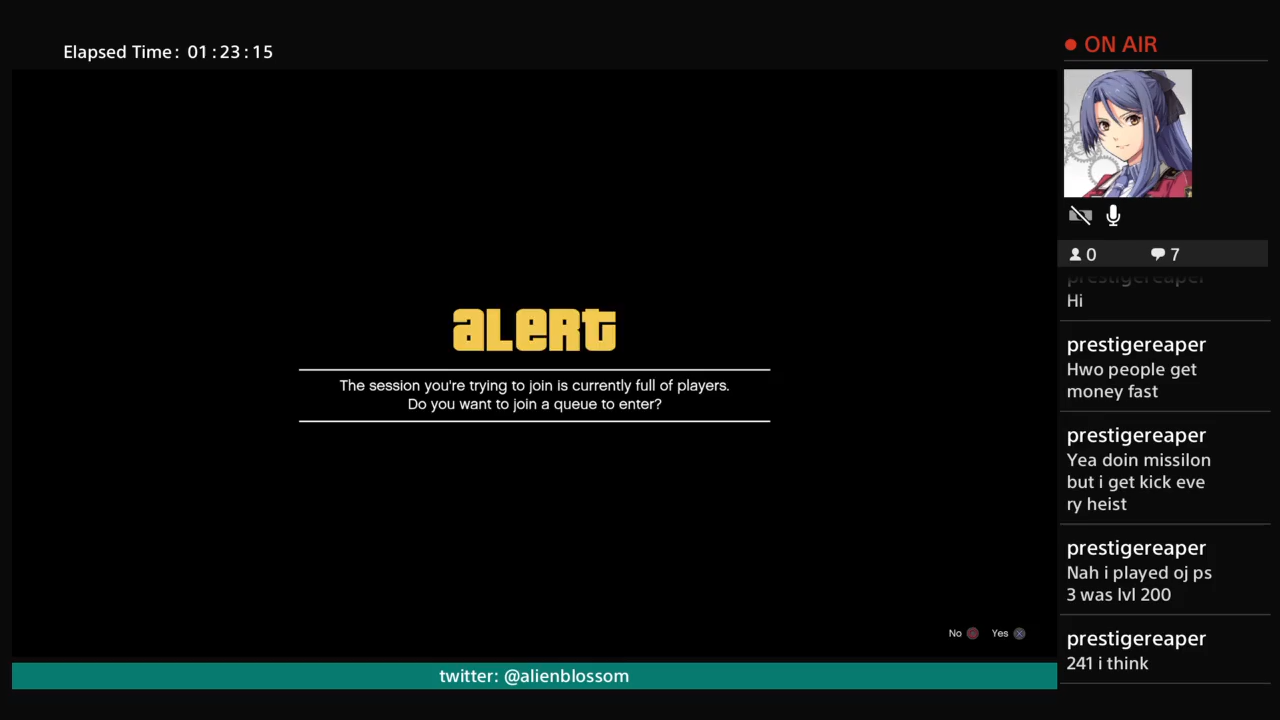 Elapsed Time: 01:23:15
ON AIR
0
7
prestigereaper
Hi
prestigereaper
Hwo people get
money fast
prestigereaper
Yea doin missilon
but i get kick eve
ry heist
prestigereaper
Nah i played oj ps
3 was lvl 200
prestigereaper
241 i think
aLeRt
The session you're trying to join is currently full of players.
Do you want to join a queue to enter?
No
Yes
twitter: @alienblossom